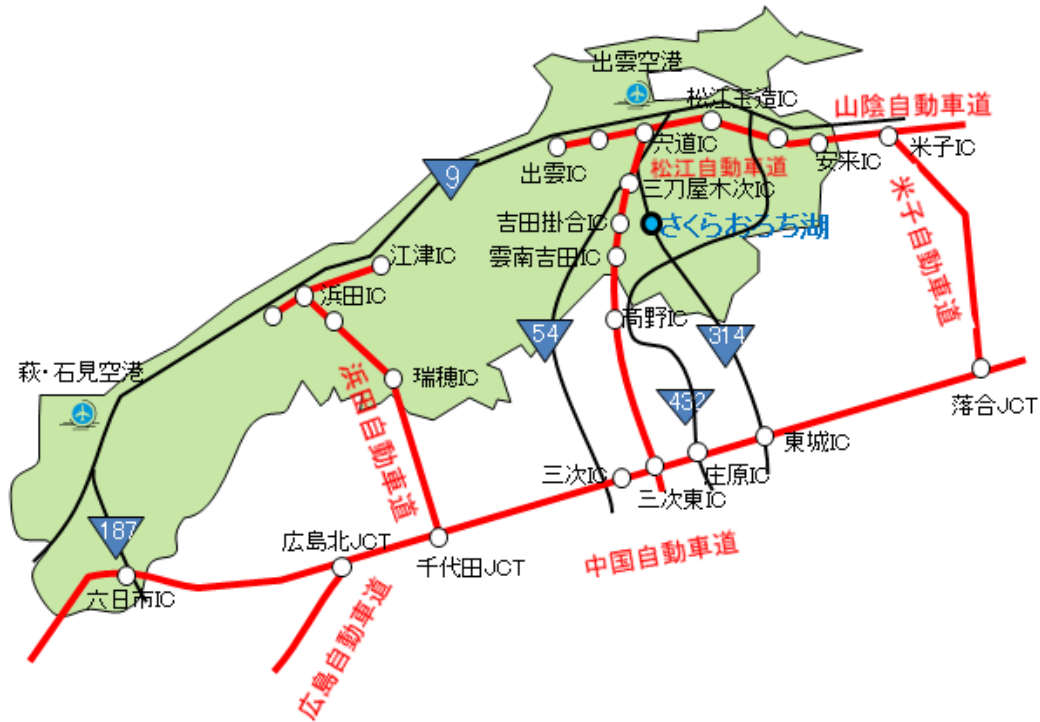 出雲空港
松江玉造IC
山陰自動車道
宍道IC
米子IC
安来IC
出雲IC
松江自動車道
9
三刀屋木次IC
米子自動車道
吉田掛合IC
さくらおろち湖
雲南吉田IC
江津IC
浜田IC
高野IC
54
314
萩・石見空港
瑞穂IC
浜田自動車道
432
落合JCT
東城IC
三次IC
庄原IC
三次東IC
187
広島北JCT
千代田JCT
中国自動車道
六日市IC
広島自動車道